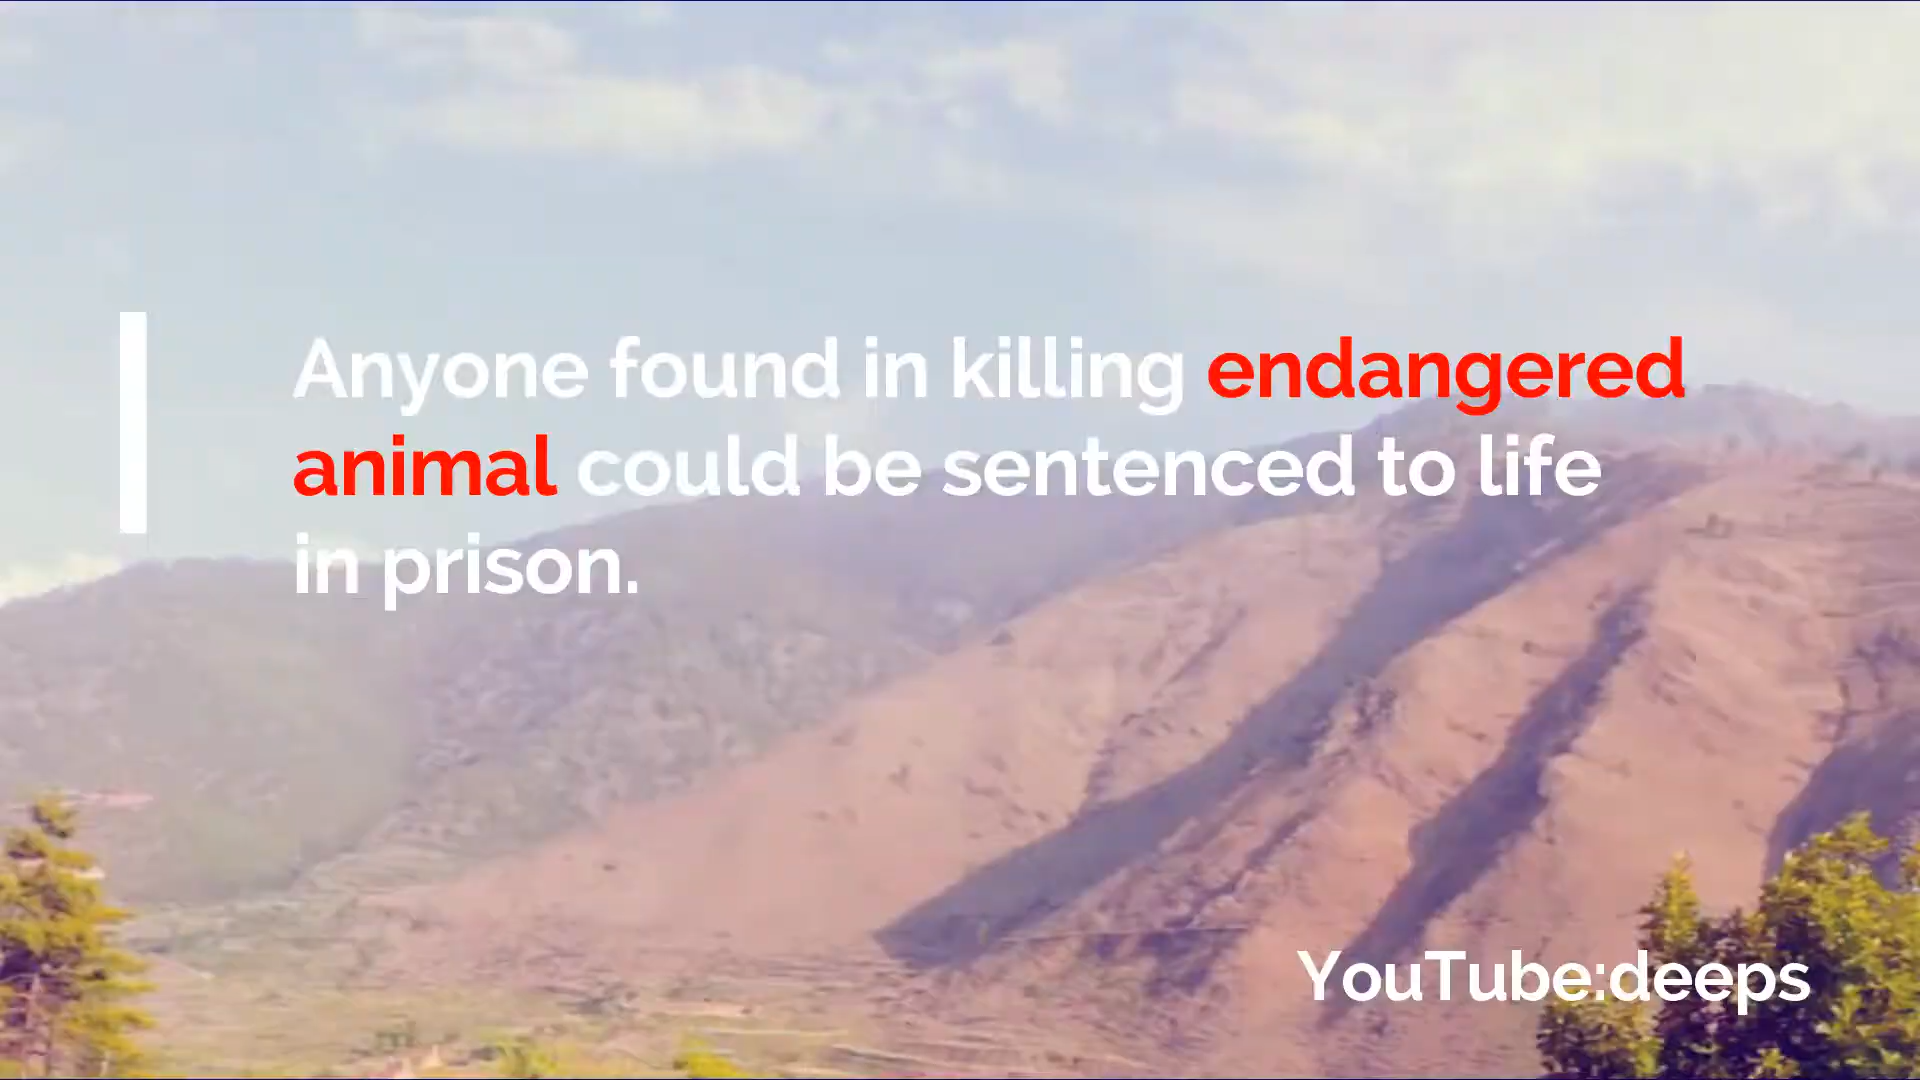 Anyone found in killing endangered
animal could be sentenced to life
in prison.
YouTube:deeps